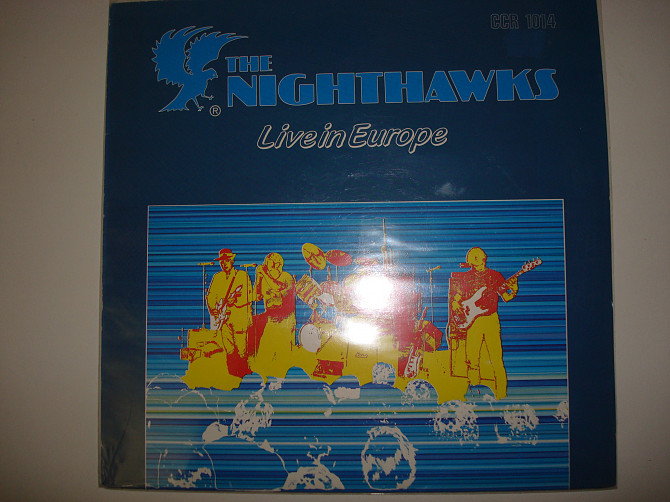 CCR 1014
THE
NIGHTHAWKS
®
Live in Europe